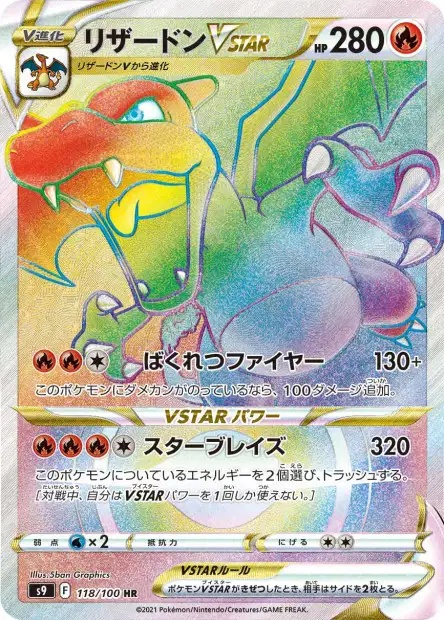 V進化
リザードンVSTAR HP280
リザードンVから進化
ばくれつファイヤー 130+
このポケモンにダメカンがのっているなら、100ダメージ追加。
VSTARパワー
スターブレイズ 320
このポケモンについているエネルギーを2個選び、トラッシュする。
[対戦中、自分はVSTARパワーを1回しか使えない。]
弱点 ×2 抵抗力 にげる
Illus.5ban Graphics
VSTARルール
s9 F 118/100 HR
ポケモンVSTARがきぜつしたとき、相手はサイドを2枚とる。
©2021 Pokémon/Nintendo/Creatures/GAME FREAK.